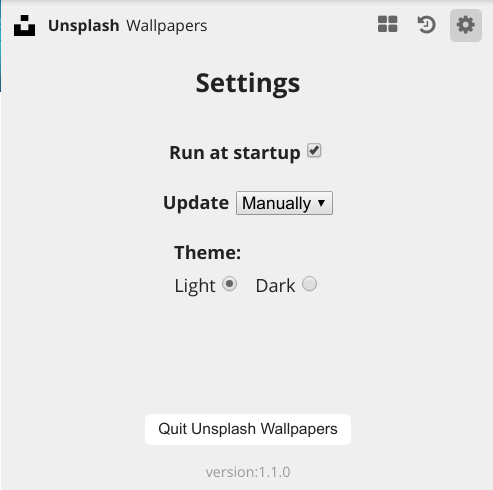 Unsplash Wallpapers
Settings
Run at startup
Update Manually
Theme:
Light Dark
Quit Unsplash Wallpapers
version:1.1.0